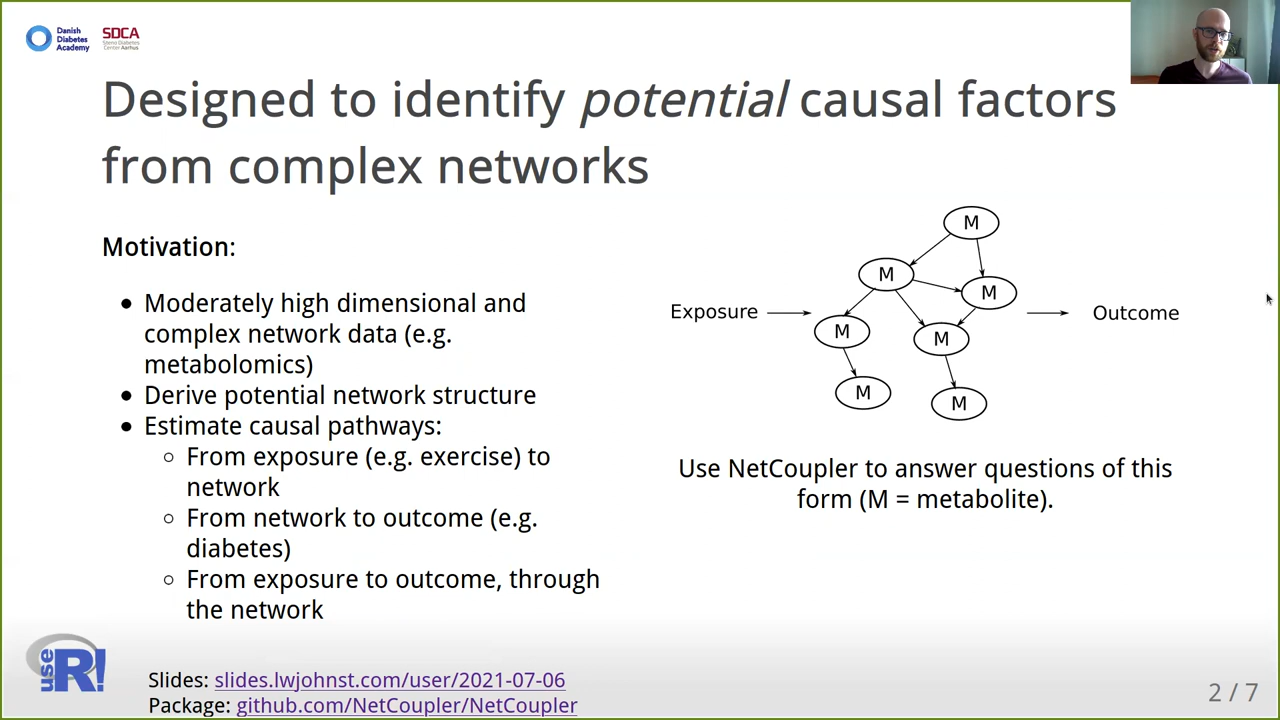 Danish
Diabetes
Academy
SDCA
Steno Diabetes
Center Aarhus
Designed to identify potential causal factors
from complex networks
Motivation:
Moderately high dimensional and
complex network data (e.g.
metabolomics)
Derive potential network structure
Estimate causal pathways:
From exposure (e.g. exercise) to
network
From network to outcome (e.g.
diabetes)
From exposure to outcome, through
the network
M
M
M
Exposure
Outcome
M
M
M
M
Use NetCoupler to answer questions of this
form (M = metabolite).
use R!
Slides: slides.lwjohnst.com/user/2021-07-06
Package: github.com/NetCoupler/NetCoupler
2 / 7